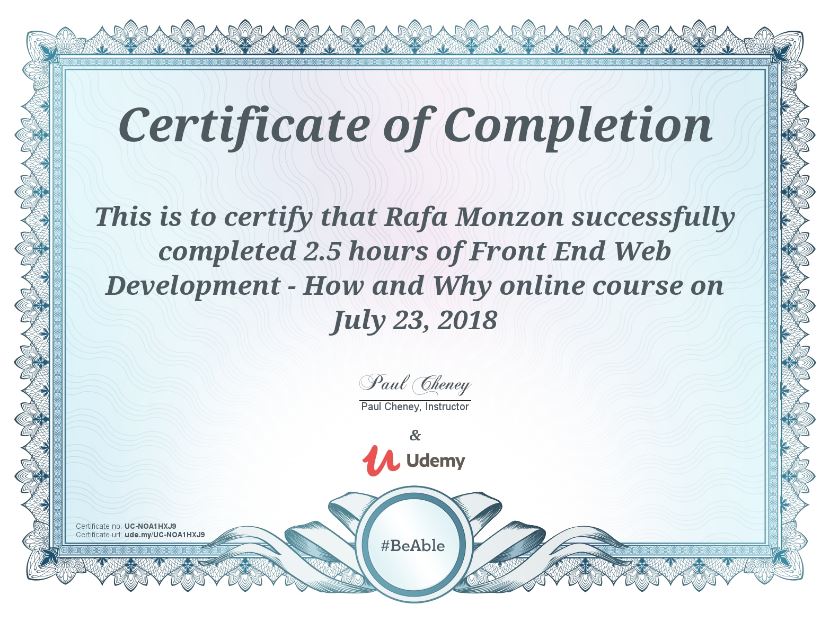 Certificate of Completion
This is to certify that Rafa Monzon successfully
completed 2.5 hours of Front End Web
Development - How and Why online course on
July 23, 2018
Paul Cheney
Paul Cheney, Instructor
&
Udemy
Certificate no: UC-NOA1HXJ9
Certificate url: ude.my/UC-NOA1HXJ9
#BeAble